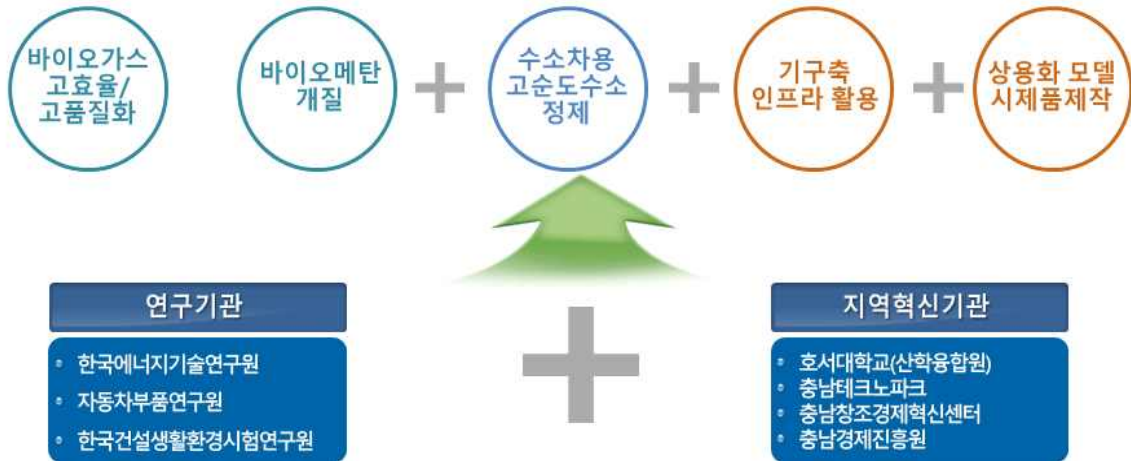 바이오가스
고효율/
고품질화
바이오메탄
개질
+
수소차용
고순도수소
정제
+
기구축
인프라 활용
+
상용화 모델
시제품제작
연구기관
• 한국에너지기술연구원
• 자동차부품연구원
• 한국건설생활환경시험연구원
+
지역혁신기관
• 호서대학교(산학융합원)
• 충남테크노파크
• 충남창조경제혁신센터
• 충남경제진흥원